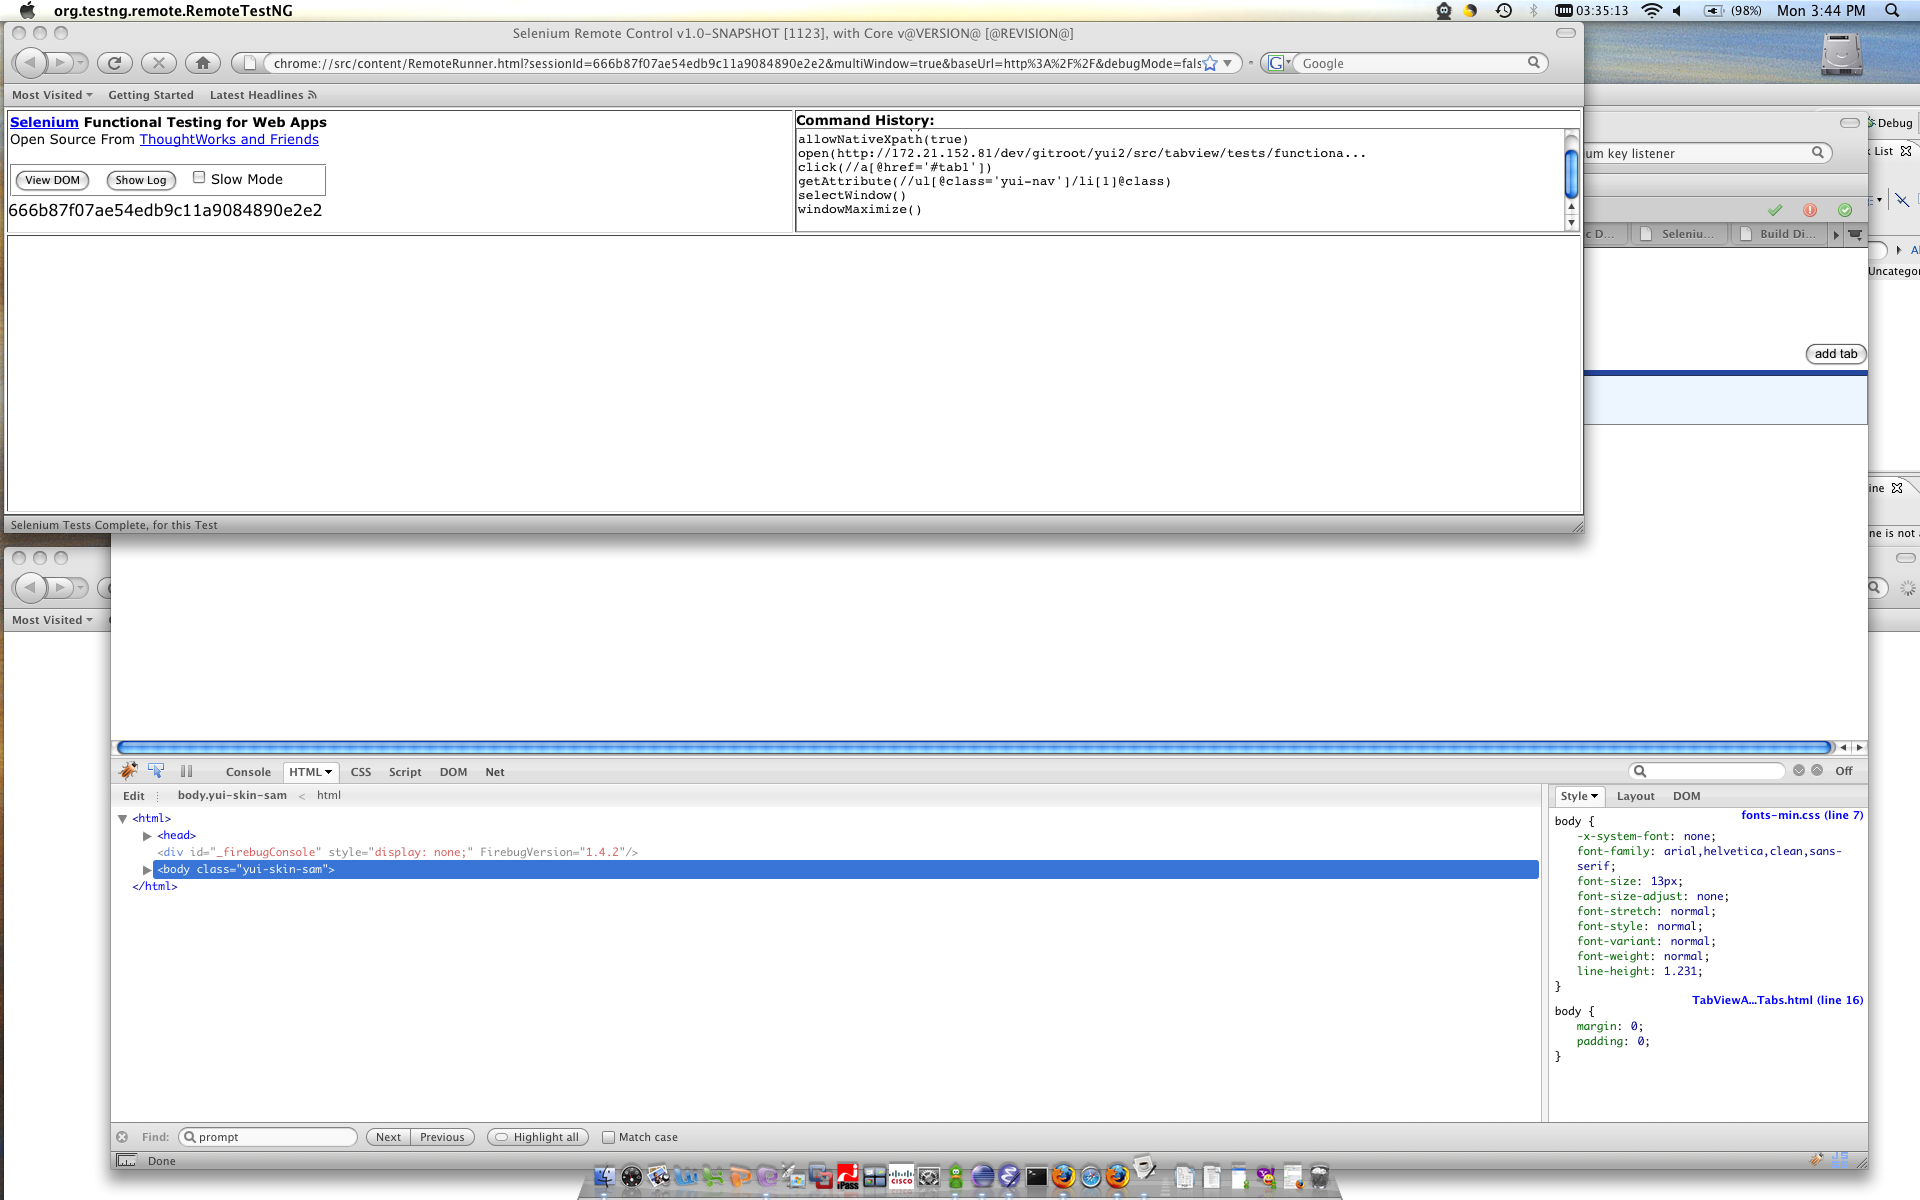 org.testng.remote.RemoteTestNG
03:35:13
(98%)
Mon 3:44 PM
Selenium Remote Control v1.0-SNAPSHOT [1123], with Core v@VERSION@ [@REVISION@]
chrome://src/content/RemoteRunner.html?sessionId=666b87f07ae54edb9c11a9084890e2e2&multiWindow=true&baseUrl=http%3A%2F%2F&debugMode=fals
Google
Most Visited
Getting Started
Latest Headlines
Selenium Functional Testing for Web Apps
Open Source From ThoughtWorks and Friends
View DOM
Show Log
Slow Mode
666b87f07ae54edb9c11a9084890e2e2
Command History:
allowNativeXpath(true)
open(http://172.21.152.81/dev/gitroot/yui2/src/tabview/tests/functiona...
click(//a[@href='#tab1'])
getAttribute(//ul[@class='yui-nav']/li[1]@class)
selectWindow()
windowMaximize()
Selenium Tests Complete, for this Test
Debug
List
um key listener
c D...
Seleniu...
Build Di...
Al
Uncatego
add tab
ine
ne is not
Most Visited
Console
HTML
CSS
Script
DOM
Net
Off
Edit
body.yui-skin-sam < html
Style
Layout
DOM
<html>
<head>
<div id="_firebugConsole" style="display: none;" FirebugVersion="1.4.2"/>
<body class="yui-skin-sam">
</html>
fonts-min.css (line 7)
body {
-x-system-font: none;
font-family: arial,helvetica,clean,sans-
serif;
font-size: 13px;
font-size-adjust: none;
font-stretch: normal;
font-style: normal;
font-variant: normal;
font-weight: normal;
line-height: 1.231;
}
TabViewA...Tabs.html (line 16)
body {
margin: 0;
padding: 0;
}
Find:
prompt
Next
Previous
Highlight all
Match case
Done
JS
iPass
CISCO